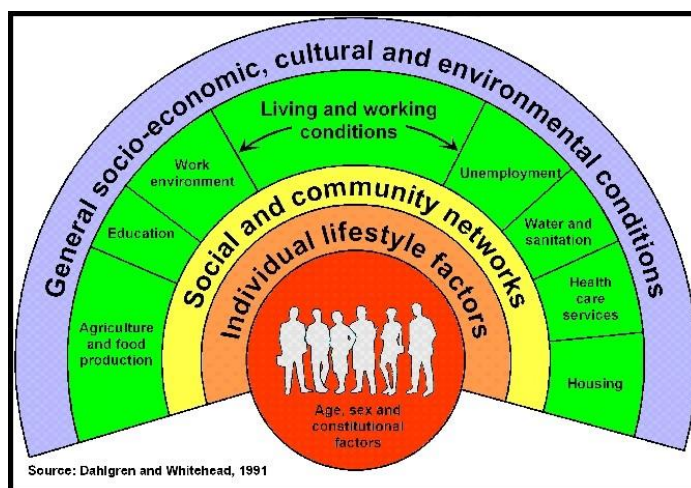 General socio-economic, cultural and environmental conditions
Living and working
conditions
Work
environment
Education
Agriculture
and food
production
Unemployment
Water and
sanitation
Health
care
services
Housing
Social and community networks
Individual lifestyle factors
Age, sex and
constitutional
factors
Source: Dahlgren and Whitehead, 1991